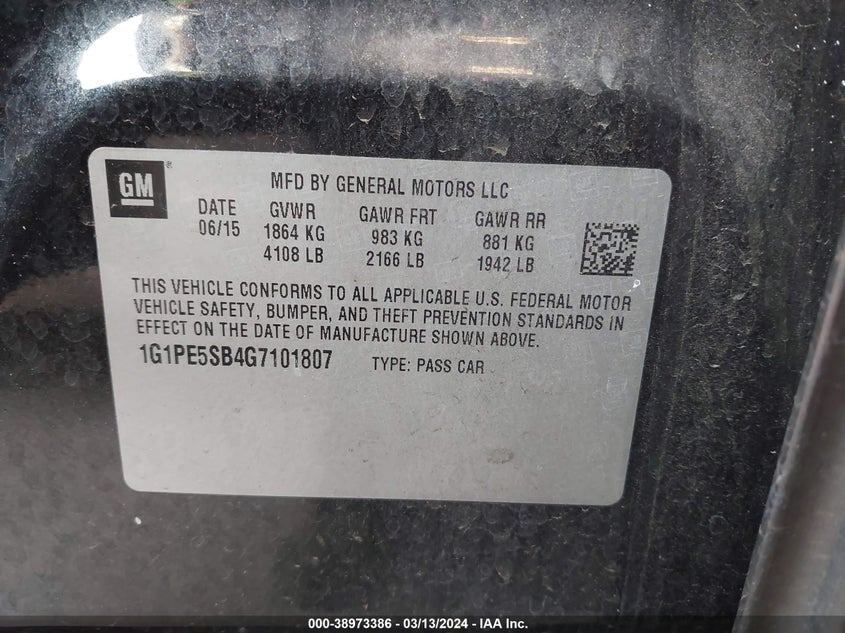 GM®
MFD BY GENERAL MOTORS LLC
DATE GVWR GAWR FRT GAWR RR
06/15 1864 KG 983 KG 881 KG
4108 LB 2166 LB 1942 LB
THIS VEHICLE CONFORMS TO ALL APPLICABLE U.S. FEDERAL MOTOR
VEHICLE SAFETY, BUMPER, AND THEFT PREVENTION STANDARDS IN
EFFECT ON THE DATE OF MANUFACTURE SHOWN ABOVE.
1G1PE5SB4G7101807 TYPE: PASS CAR
000-38973386 - 03/13/2024 - IAA Inc.